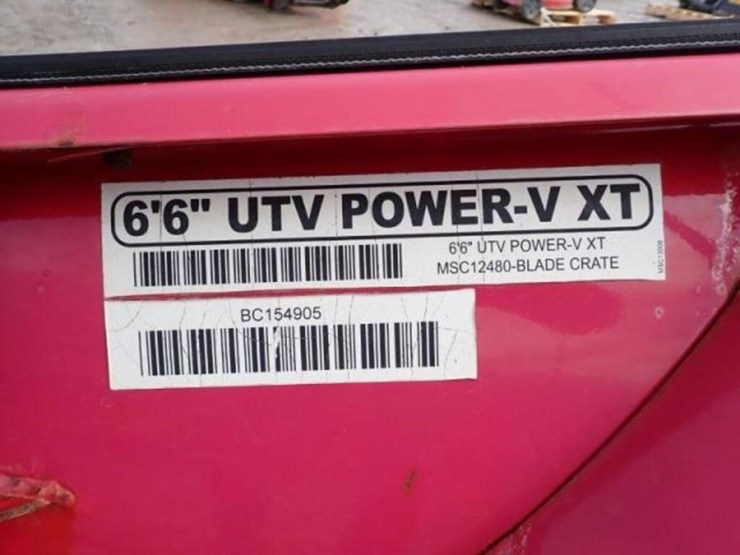 6'6" UTV POWER-V XT
6'6" UTV POWER-V XT
MSC12480-BLADE CRATE
BC154905